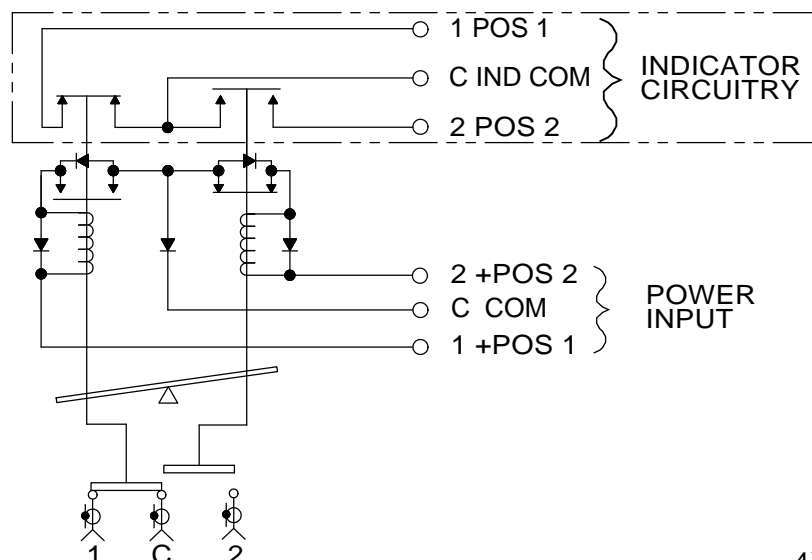 1 POS 1
C IND COM
2 POS 2
INDICATOR
CIRCUITRY
2 +POS 2
C COM
1 +POS 1
POWER
INPUT
1 C 2
4